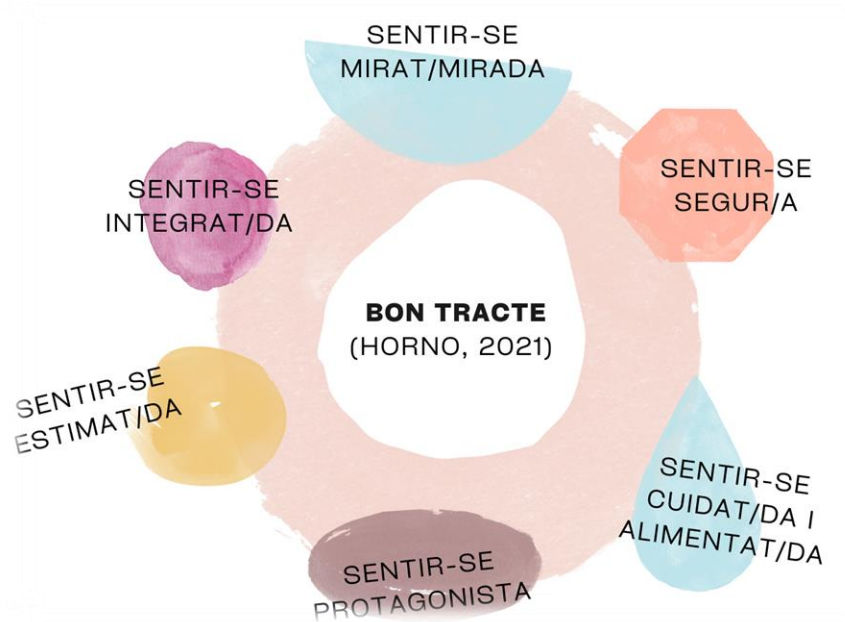 SENTIR-SE
MIRAT/MIRADA
SENTIR-SE
SEGUR/A
SENTIR-SE
INTEGRAT/DA
BON TRACTE
(HORNO, 2021)
SENTIR-SE
ESTIMAT/DA
SENTIR-SE
CUIDAT/DA I
ALIMENTAT/DA
SENTIR-SE
PROTAGONISTA